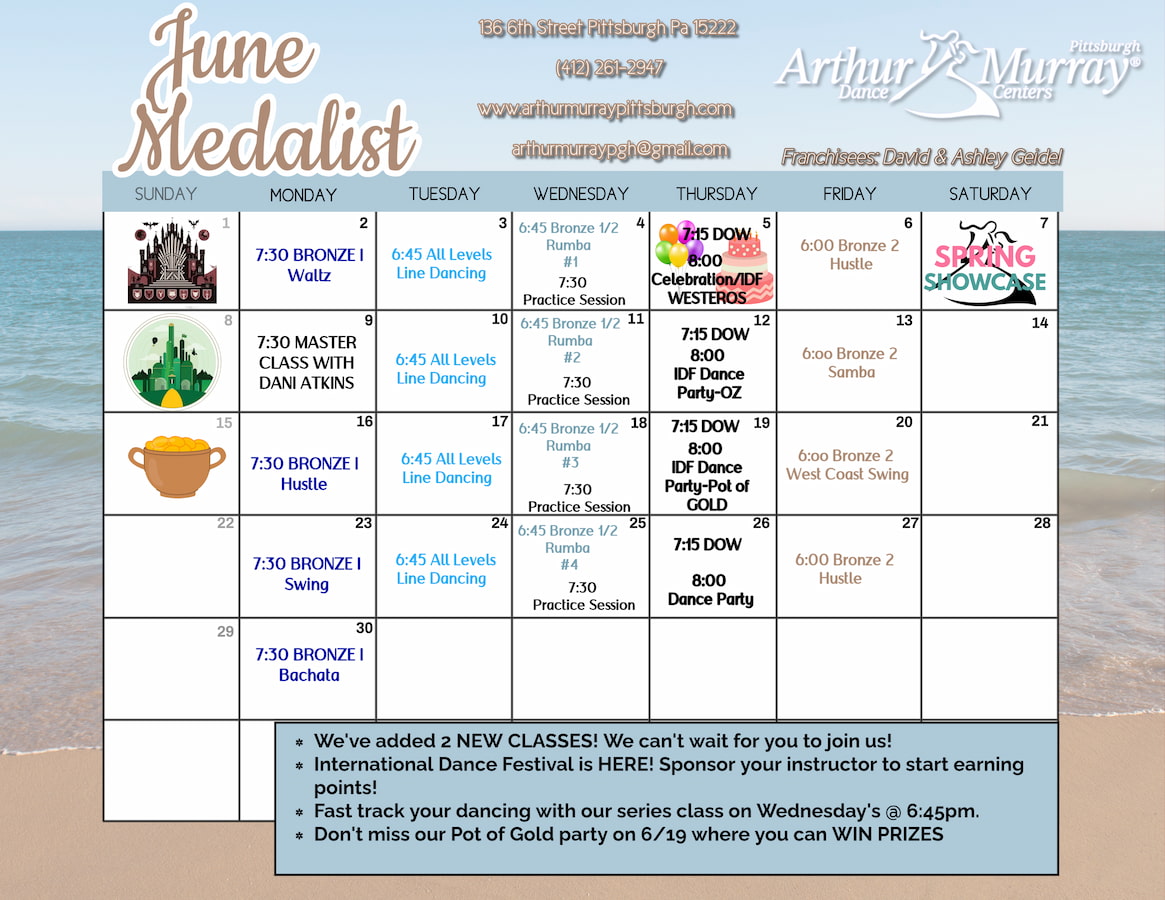 June
Medalist
136 6th Street Pittsburgh Pa 15222
(412) 261-2947
www.arthurmurraypittsburgh.com
arthurmurraypgh@gmail.com
Pittsburgh
Arthur Murray®
Dance Centers
Franchisees: David & Ashley Geidel
SUNDAY MONDAY TUESDAY WEDNESDAY THURSDAY FRIDAY SATURDAY
1
2
7:30 BRONZE I
Waltz
3
6:45 All Levels
Line Dancing
4
6:45 Bronze 1/2
Rumba
#1
7:30
Practice Session
5
7:15 DOW
8:00
Celebration/IDF
WESTEROS
6
6:00 Bronze 2
Hustle
7
SPRING
SHOWCASE
8
9
7:30 MASTER
CLASS WITH
DANI ATKINS
10
6:45 All Levels
Line Dancing
11
6:45 Bronze 1/2
Rumba
#2
7:30
Practice Session
12
7:15 DOW
8:00
IDF Dance
Party-OZ
13
6:oo Bronze 2
Samba
14
15
16
7:30 BRONZE I
Hustle
17
6:45 All Levels
Line Dancing
18
6:45 Bronze 1/2
Rumba
#3
7:30
Practice Session
19
7:15 DOW
8:00
IDF Dance
Party-Pot of
GOLD
20
6:oo Bronze 2
West Coast Swing
21
22
23
7:30 BRONZE I
Swing
24
6:45 All Levels
Line Dancing
25
6:45 Bronze 1/2
Rumba
#4
7:30
Practice Session
26
7:15 DOW
8:00
Dance Party
27
6:00 Bronze 2
Hustle
28
29
30
7:30 BRONZE I
Bachata
* We've added 2 NEW CLASSES! We can't wait for you to join us!
* International Dance Festival is HERE! Sponsor your instructor to start earning
points!
* Fast track your dancing with our series class on Wednesday's @ 6:45pm.
* Don't miss our Pot of Gold party on 6/19 where you can WIN PRIZES